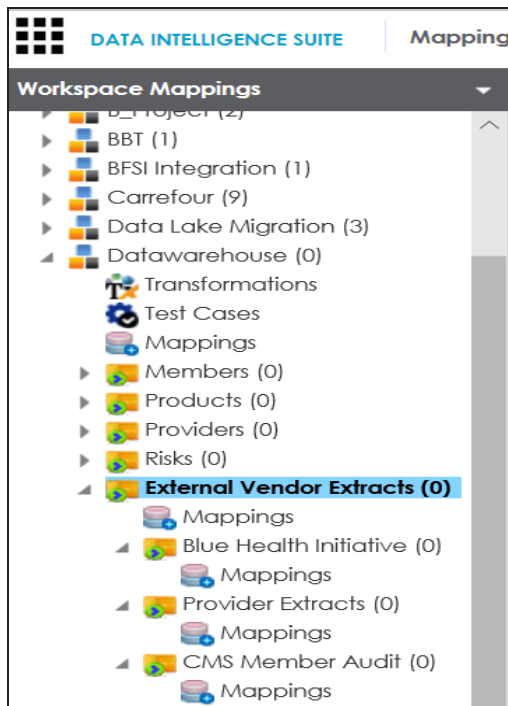 DATA INTELLIGENCE SUITE Mapping
Workspace Mappings
B_Project (2)
BBT (1)
BFSI Integration (1)
Carrefour (9)
Data Lake Migration (3)
Datawarehouse (0)
Transformations
Test Cases
Mappings
Members (0)
Products (0)
Providers (0)
Risks (0)
External Vendor Extracts (0)
Mappings
Blue Health Initiative (0)
Mappings
Provider Extracts (0)
Mappings
CMS Member Audit (0)
Mappings